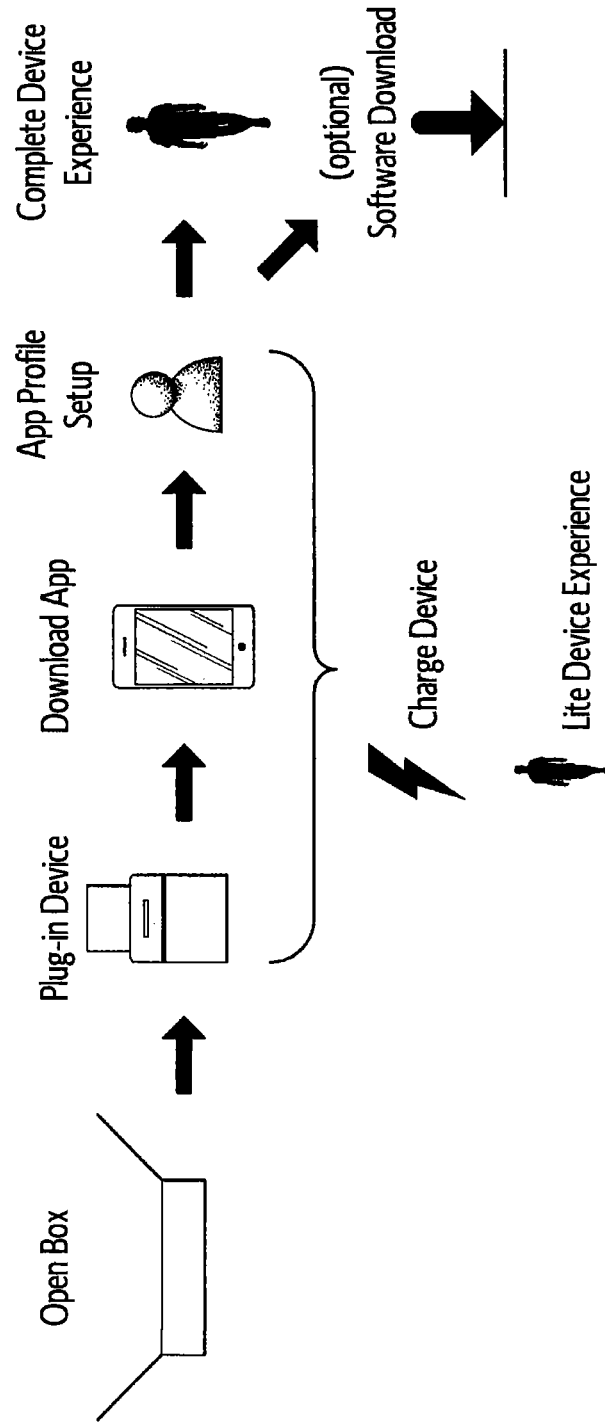 Open Box
Plug-in Device
Download App
App Profile
Setup
Complete Device
Experience
(optional)
Software Download
Charge Device
Lite Device Experience